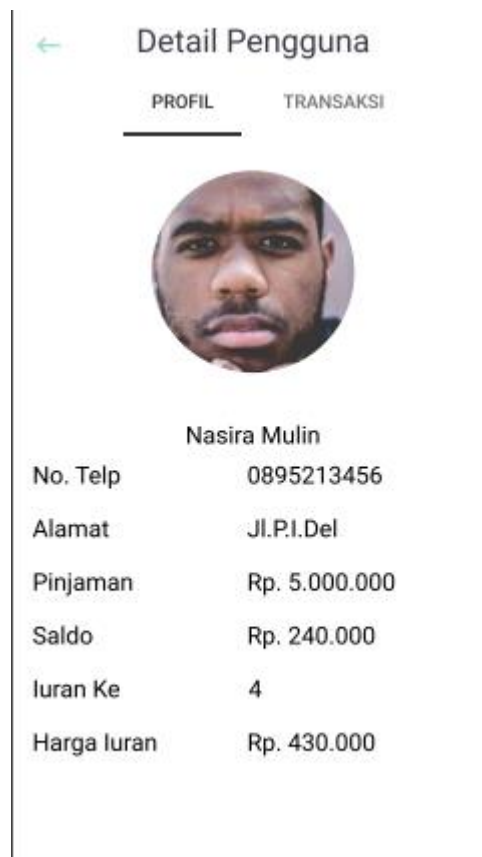 Detail Pengguna
PROFIL TRANSAKSI
Nasira Mulin
No. Telp 0895213456
Alamat Jl.P.I.Del
Pinjaman Rp. 5.000.000
Saldo Rp. 240.000
Iuran Ke 4
Harga Iuran Rp. 430.000